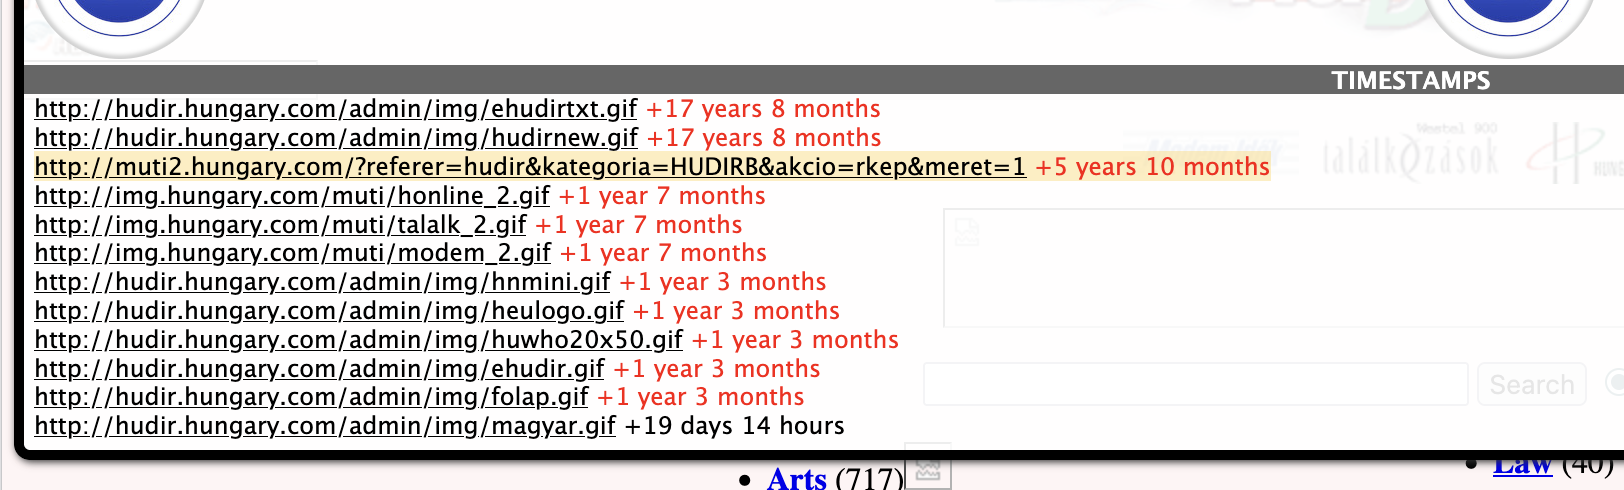 TIMESTAMPS
http://hudir.hungary.com/admin/img/ehudirtxt.gif +17 years 8 months
http://hudir.hungary.com/admin/img/hudirnew.gif +17 years 8 months
http://muti2.hungary.com/?referer=hudir&kategoria=HUDIRB&akcio=rkep&meret=1 +5 years 10 months
http://img.hungary.com/muti/honline_2.gif +1 year 7 months
http://img.hungary.com/muti/talalk_2.gif +1 year 7 months
http://img.hungary.com/muti/modem_2.gif +1 year 7 months
http://hudir.hungary.com/admin/img/hnmini.gif +1 year 3 months
http://hudir.hungary.com/admin/img/heulogo.gif +1 year 3 months
http://hudir.hungary.com/admin/img/huwho20x50.gif +1 year 3 months
http://hudir.hungary.com/admin/img/ehudir.gif +1 year 3 months
http://hudir.hungary.com/admin/img/folap.gif +1 year 3 months
http://hudir.hungary.com/admin/img/magyar.gif +19 days 14 hours
Westel 900
Modem Idők
találkozások
Search
Arts (717)
Law (40)